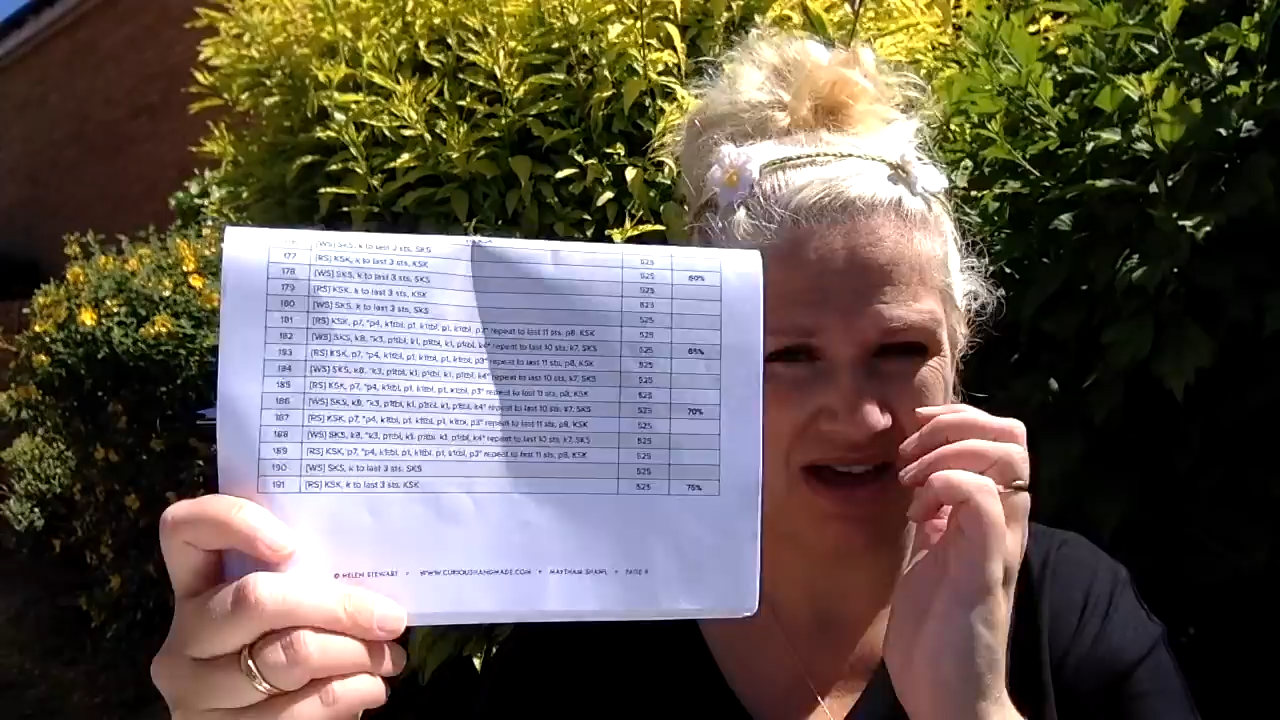 [WS] SKS, k to last 3 sts, SKS
177 [RS] KSK, k to last 3 sts, KSK 525
178 [WS] SKS, k to last 3 sts, SKS 525 60%
179 [RS] KSK, k to last 3 sts, KSK 525
180 [WS] SKS, k to last 3 sts, SKS 525
181 [RS] KSK, p7, *p4, k1tbl, p1, k1tbl, p1, k1tbl, p3* repeat to last 11 sts, p8, KSK 525
182 [WS] SKS, k8, *k3, p1tbl, k1, p1tbl, k1, p1tbl, k4* repeat to last 10 sts, k7, SKS 525 65%
183 [RS] KSK, p7, *p4, k1tbl, p1, k1tbl, p1, k1tbl, p3* repeat to last 11 sts, p8, KSK 525
184 [WS] SKS, k8, *k3, p1tbl, k1, p1tbl, k1, p1tbl, k4* repeat to last 10 sts, k7, SKS 525
185 [RS] KSK, p7, *p4, k1tbl, p1, k1tbl, p1, k1tbl, p3* repeat to last 11 sts, p8, KSK 525
186 [WS] SKS, k8, *k3, p1tbl, k1, p1tbl, k1, p1tbl, k4* repeat to last 10 sts, k7, SKS 525 70%
187 [RS] KSK, p7, *p4, k1tbl, p1, k1tbl, p1, k1tbl, p3* repeat to last 11 sts, p8, KSK 525
188 [WS] SKS, k8, *k3, p1tbl, k1, p1tbl, k1, p1tbl, k4* repeat to last 10 sts, k7, SKS 525
189 [RS] KSK, p7, *p4, k1tbl, p1, k1tbl, p1, k1tbl, p3* repeat to last 11 sts, p8, KSK 525
190 [WS] SKS, k to last 3 sts, SKS 525
191 [RS] KSK, k to last 3 sts, KSK 525 75%
© HELEN STEWART • WWW.CURIOUSHANDMADE.COM • MAYTHAM SHAWL • PAGE